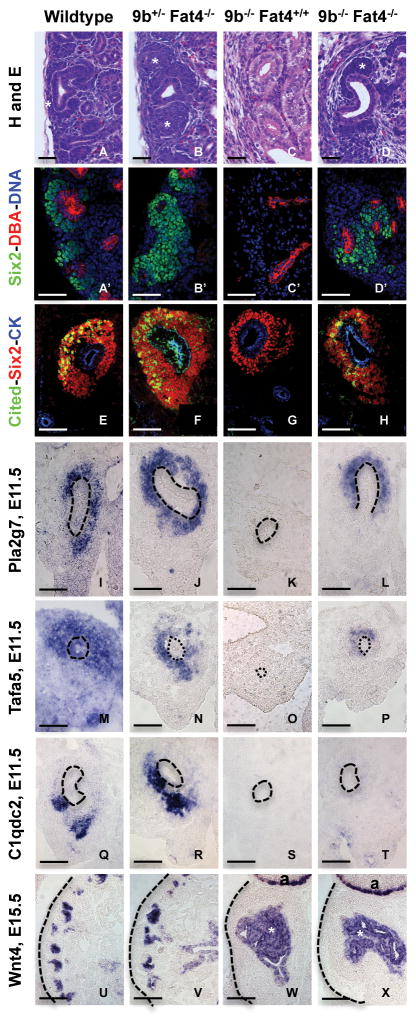 Wildtype 9b+/- Fat4-/- 9b-/- Fat4+/+ 9b-/- Fat4-/-
H and E
* A
* * B
C
* D
Six2-DBA-DNA
A' B' C' D'
Cited-Six2-CK
E F G H
Pla2g7, E11.5
I J K L
Tafa5, E11.5
M N O P
C1qdc2, E11.5
Q R S T
Wnt4, E15.5
a a
* *
U V W X